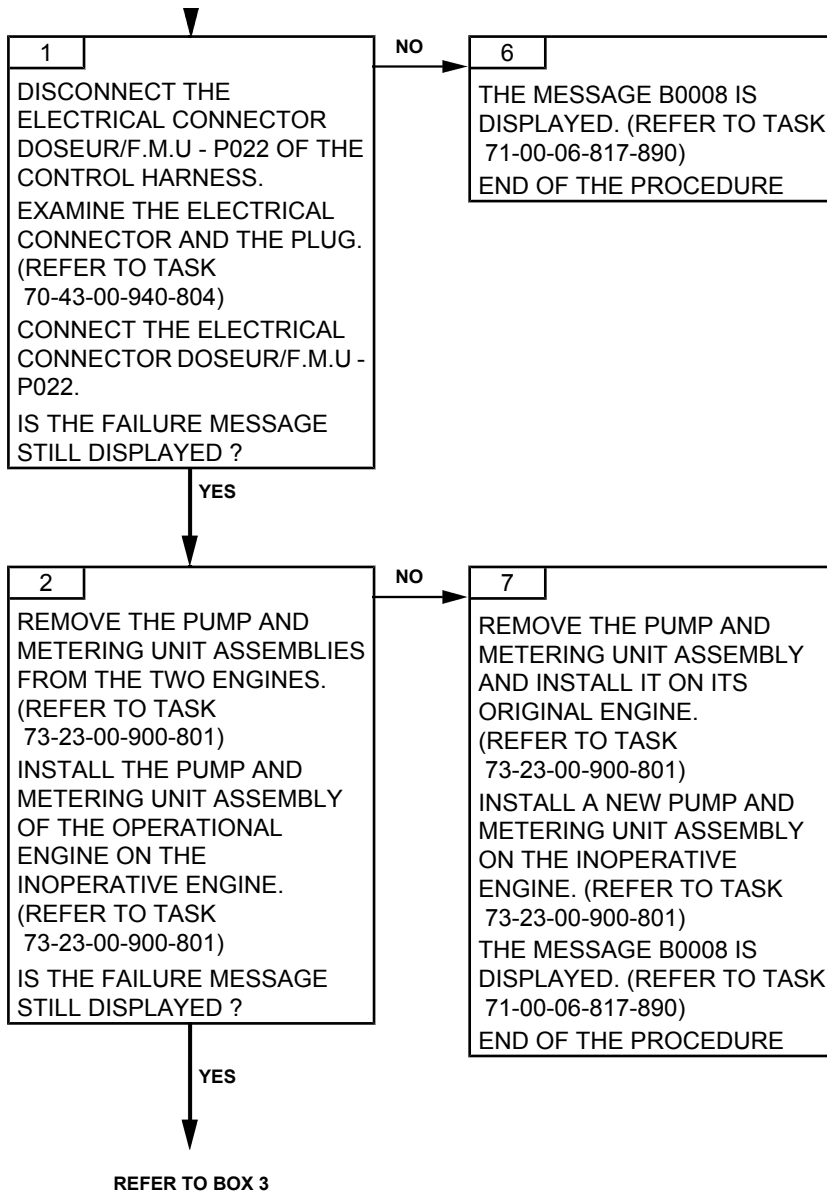 1
DISCONNECT THE
ELECTRICAL CONNECTOR
DOSEUR/F.M.U - P022 OF THE
CONTROL HARNESS.
EXAMINE THE ELECTRICAL
CONNECTOR AND THE PLUG.
(REFER TO TASK
70-43-00-940-804)
CONNECT THE ELECTRICAL
CONNECTOR DOSEUR/F.M.U -
P022.
IS THE FAILURE MESSAGE
STILL DISPLAYED ?
NO
6
THE MESSAGE B0008 IS
DISPLAYED. (REFER TO TASK
71-00-06-817-890)
END OF THE PROCEDURE
YES
2
REMOVE THE PUMP AND
METERING UNIT ASSEMBLIES
FROM THE TWO ENGINES.
(REFER TO TASK
73-23-00-900-801)
INSTALL THE PUMP AND
METERING UNIT ASSEMBLY
OF THE OPERATIONAL
ENGINE ON THE
INOPERATIVE ENGINE.
(REFER TO TASK
73-23-00-900-801)
IS THE FAILURE MESSAGE
STILL DISPLAYED ?
NO
7
REMOVE THE PUMP AND
METERING UNIT ASSEMBLY
AND INSTALL IT ON ITS
ORIGINAL ENGINE.
(REFER TO TASK
73-23-00-900-801)
INSTALL A NEW PUMP AND
METERING UNIT ASSEMBLY
ON THE INOPERATIVE
ENGINE. (REFER TO TASK
73-23-00-900-801)
THE MESSAGE B0008 IS
DISPLAYED. (REFER TO TASK
71-00-06-817-890)
END OF THE PROCEDURE
YES
REFER TO BOX 3